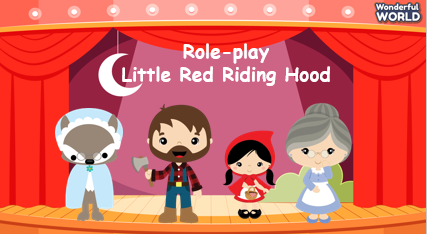 Wonderful
WORLD
Role-play
Little Red Riding Hood